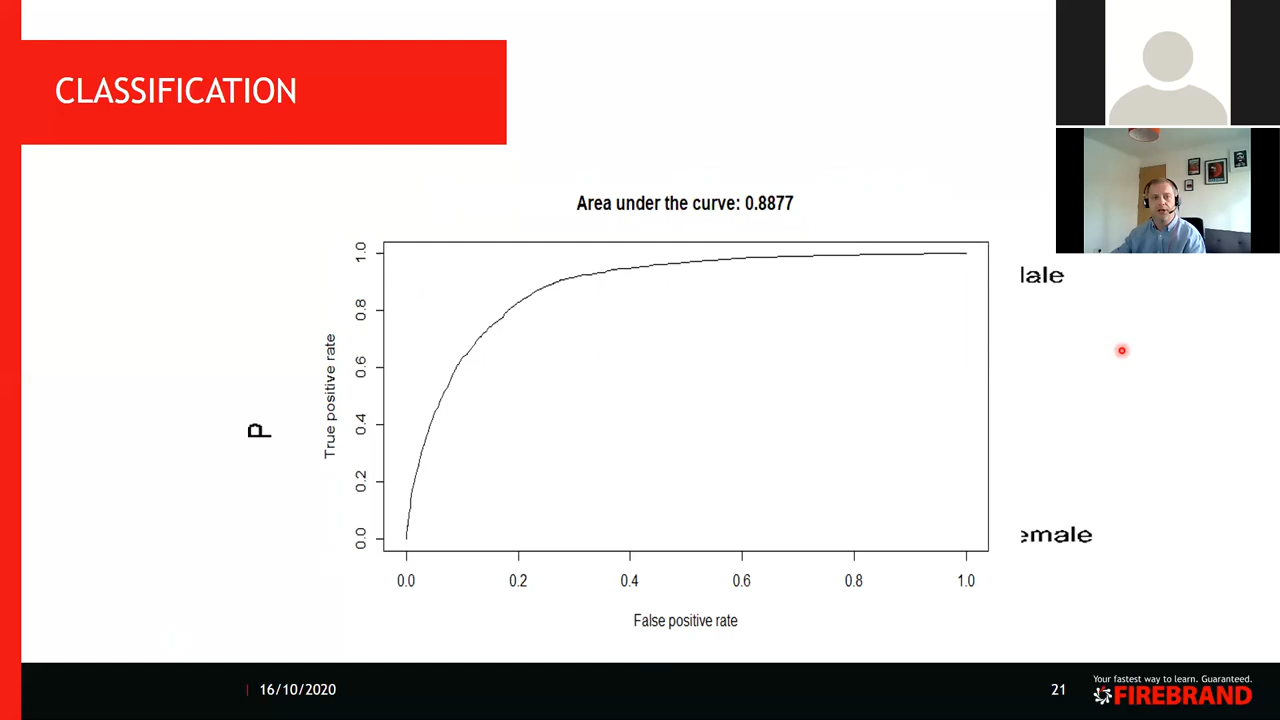 CLASSIFICATION
Area under the curve: 0.8877
1.0
0.8
0.6
0.4
0.2
0.0
True positive rate
P
0.0 0.2 0.4 0.6 0.8 1.0
False positive rate
ale
emale
16/10/2020
21
Your fastest way to learn. Guaranteed.
FIREBRAND